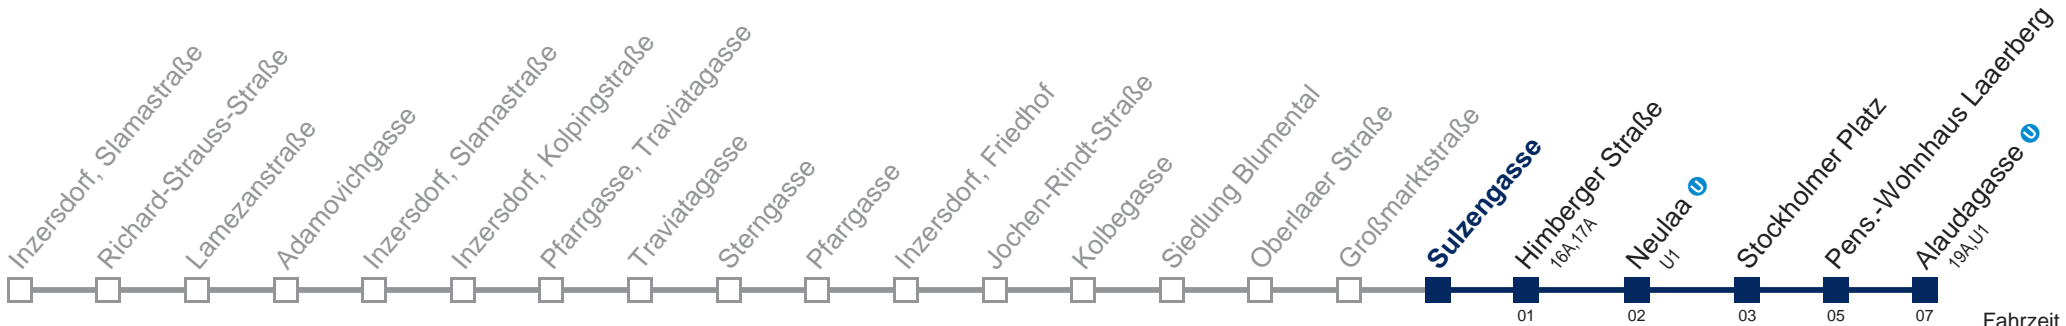 Inzersdorf, Slamastraße
Richard-Strauss-Straße
Lamezanstraße
Adamovichgasse
Inzersdorf, Slamastraße
Inzersdorf, Kolpingstraße
Pfarrgasse, Traviatagasse
Traviatagasse
Sterngasse
Pfarrgasse
Inzersdorf, Friedhof
Jochen-Rindt-Straße
Kolbegasse
Siedlung Blumental
Oberlaaer Straße
Großmarktstraße
Sulzengasse
Himberger Straße
16A,17A
Neulaa U
U1
Stockholmer Platz
Pens.-Wohnhaus Laaerberg
Alaudagasse U
19A,U1
01 02 03 05 07 Fahrzeit